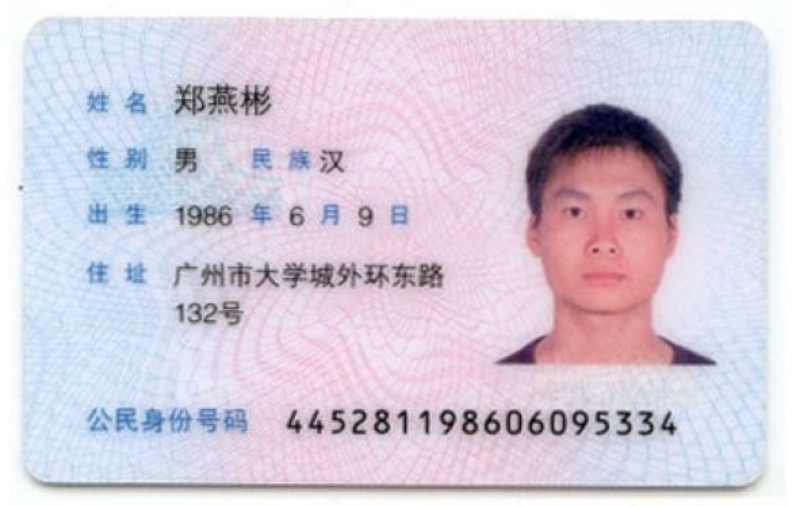 姓名 郑燕彬
性别 男 民族 汉
出生 1986 年 6 月 9 日
住址 广州市大学城外环东路
132号
公民身份号码 445281198606095334